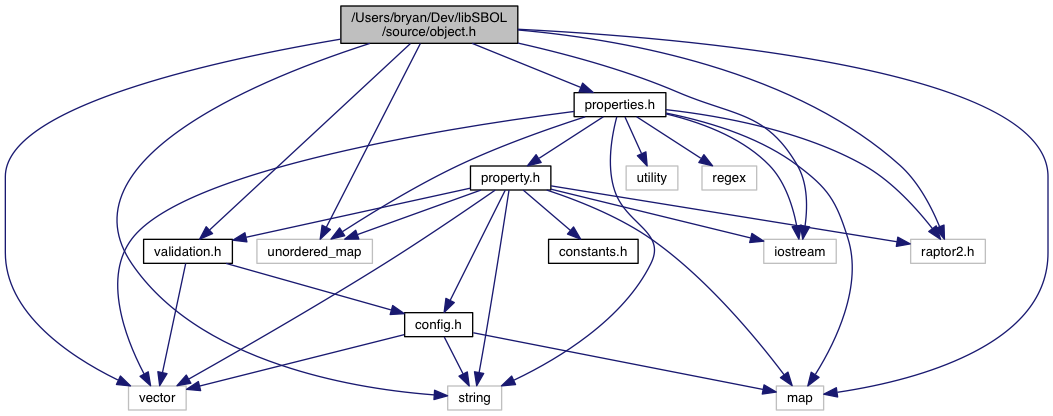 /Users/bryan/Dev/libSBOL
/source/object.h
properties.h
property.h
utility
regex
validation.h
unordered_map
constants.h
iostream
raptor2.h
config.h
vector
string
map